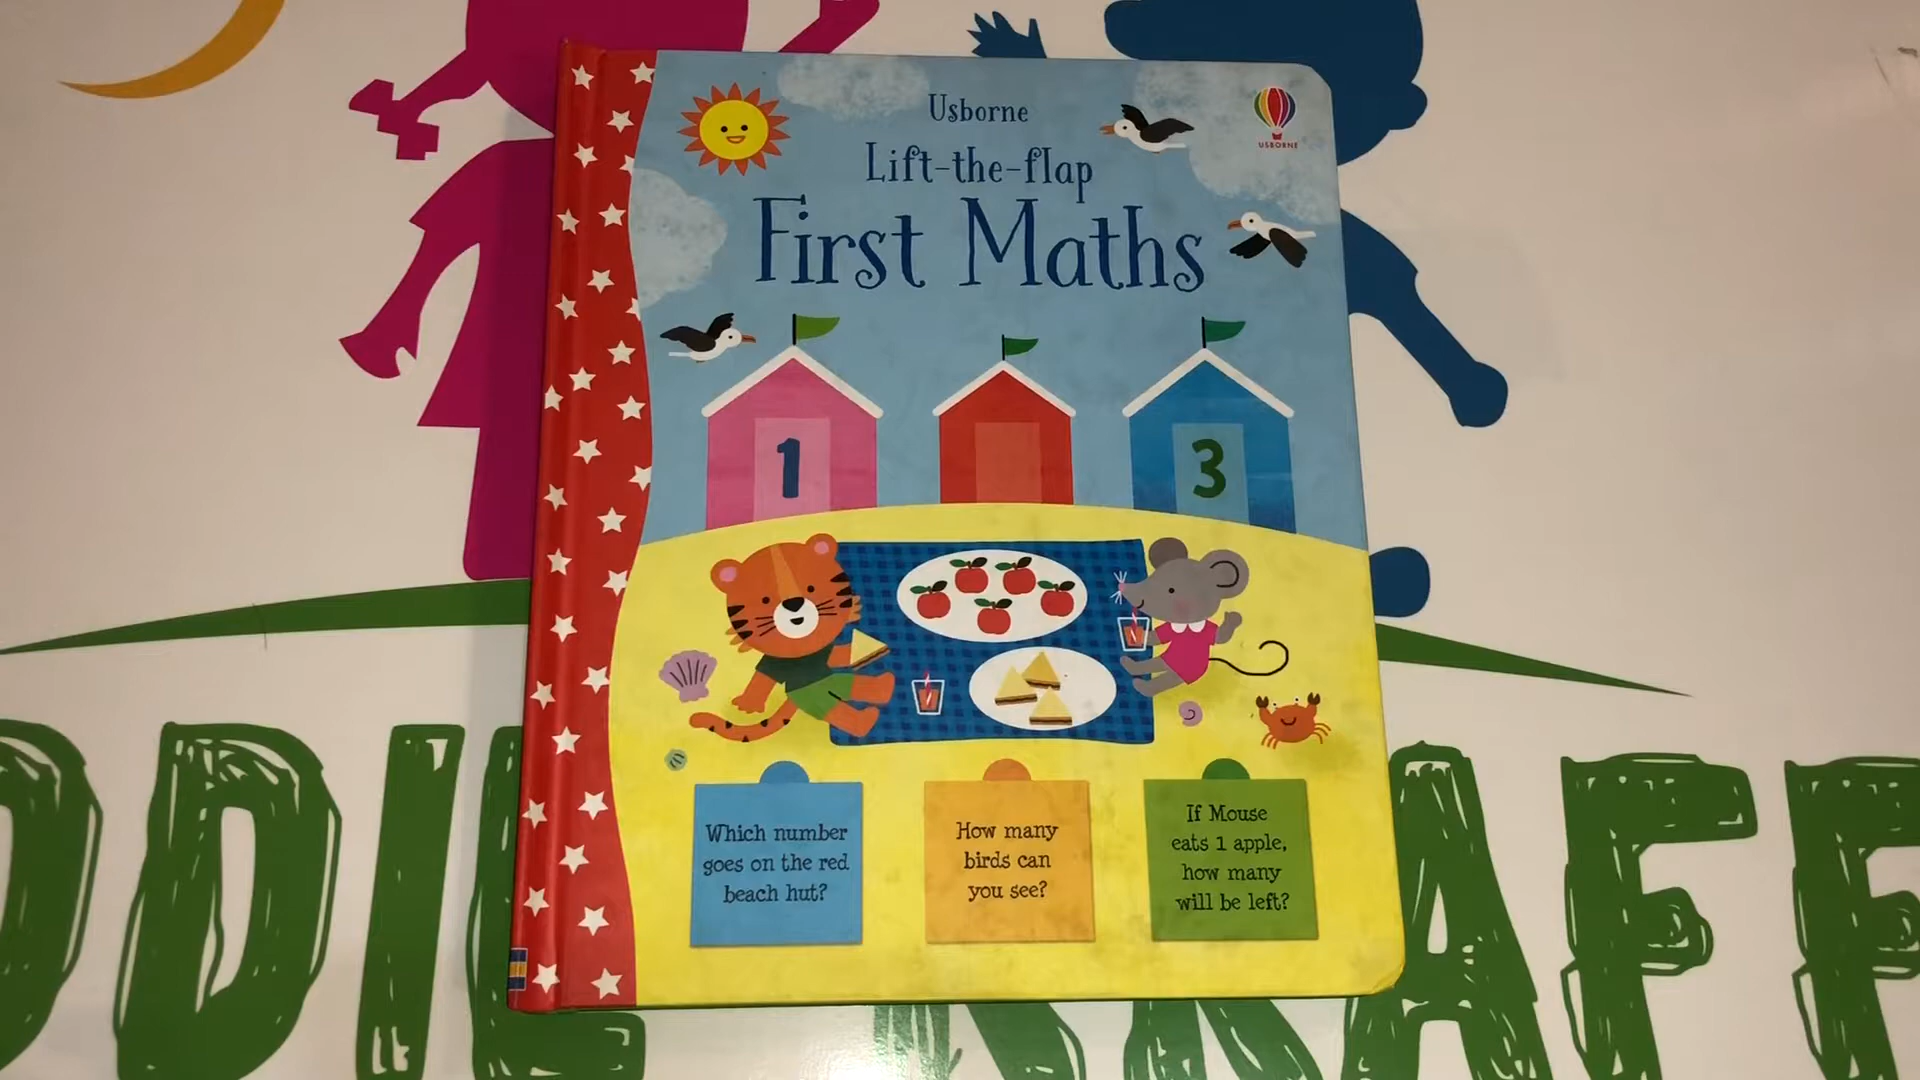 Usborne
Lift-the-flap
First Maths
USBORNE
1
3
Which number
goes on the red
beach hut?
How many
birds can
you see?
If Mouse
eats 1 apple,
how many
will be left?